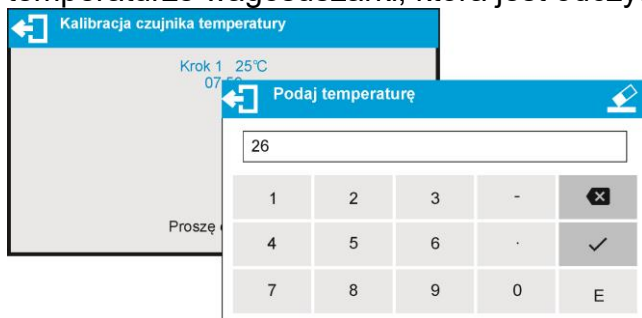 Kalibracja czujnika temperatury
Krok 1 25°C
Podaj temperaturę
26
1 2 3 -
Proszę
4 5 6 .
7 8 9 0 E